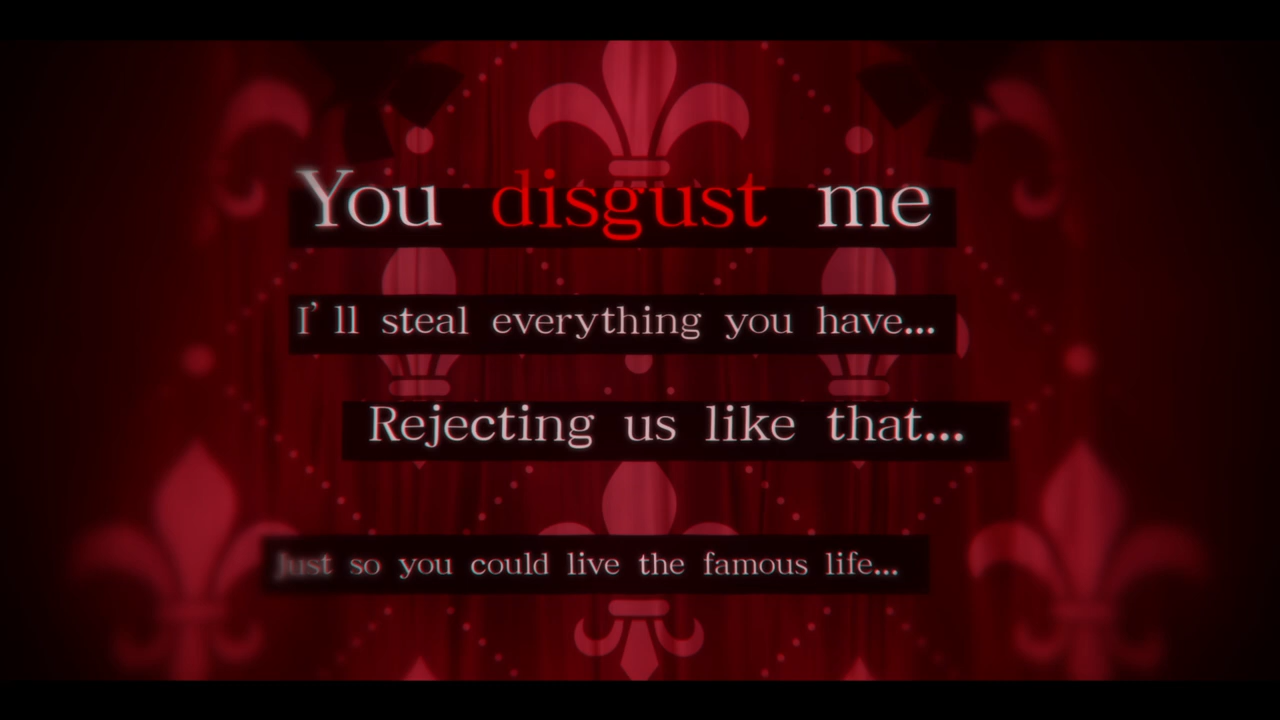 You disgust me
I'll steal everything you have...
Rejecting us like that...
Just so you could live the famous life...